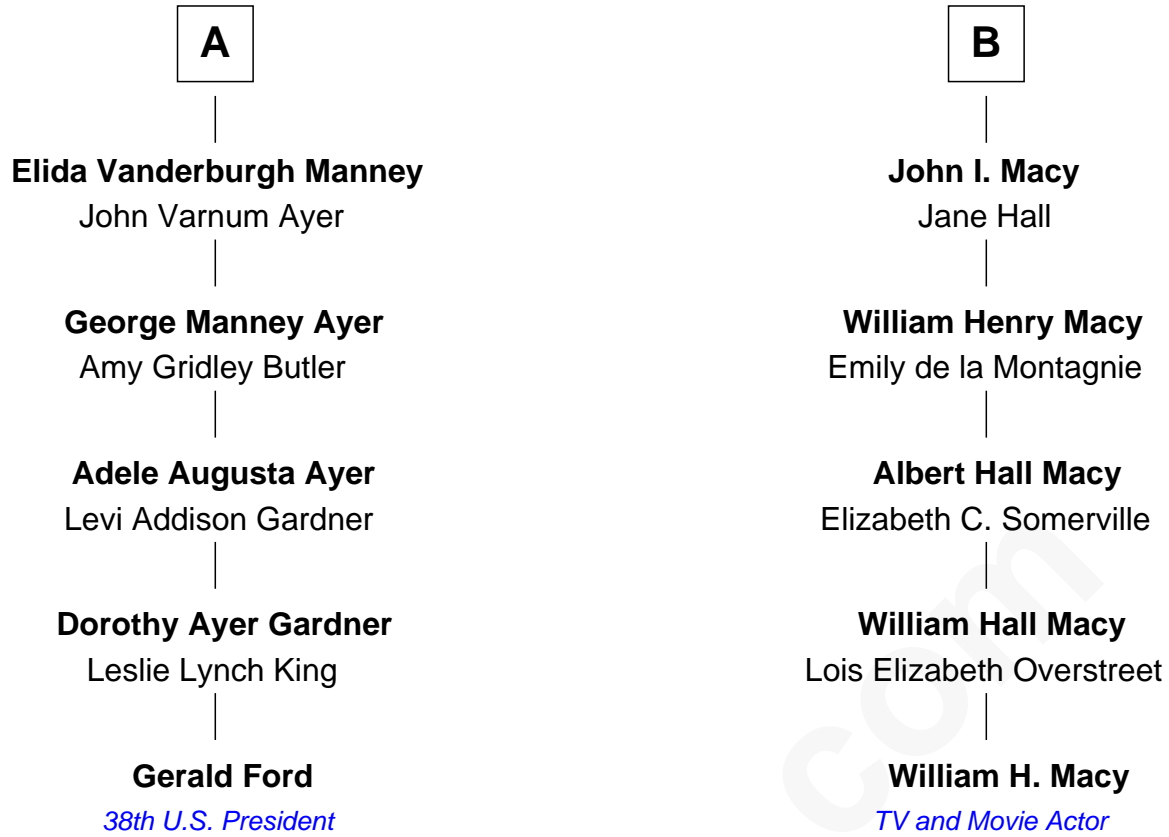 A
Elida Vanderburgh Manney
John Varnum Ayer
George Manney Ayer
Amy Gridley Butler
Adele Augusta Ayer
Levi Addison Gardner
Dorothy Ayer Gardner
Leslie Lynch King
Gerald Ford
38th U.S. President
B
John I. Macy
Jane Hall
William Henry Macy
Emily de la Montagnie
Albert Hall Macy
Elizabeth C. Somerville
William Hall Macy
Lois Elizabeth Overstreet
William H. Macy
TV and Movie Actor
com